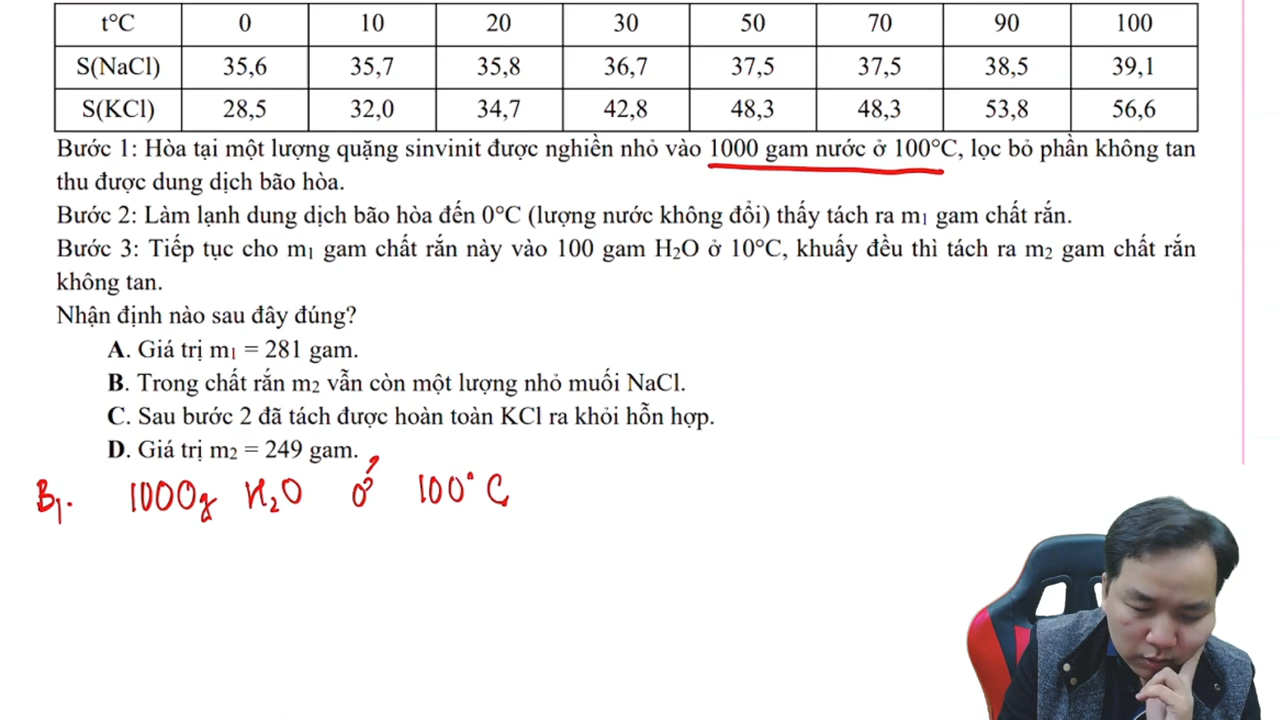 t°C 0 10 20 30 50 70 90 100
S(NaCl) 35,6 35,7 35,8 36,7 37,5 37,5 38,5 39,1
S(KCl) 28,5 32,0 34,7 42,8 48,3 48,3 53,8 56,6
Bước 1: Hòa tại một lượng quặng sinvinit được nghiền nhỏ vào 1000 gam nước ở 100°C, lọc bỏ phần không tan
thu được dung dịch bão hòa.
Bước 2: Làm lạnh dung dịch bão hòa đến 0°C (lượng nước không đổi) thấy tách ra m₁ gam chất rắn.
Bước 3: Tiếp tục cho m₁ gam chất rắn này vào 100 gam H₂O ở 10°C, khuấy đều thì tách ra m₂ gam chất rắn
không tan.
Nhận định nào sau đây đúng?
A. Giá trị m₁ = 281 gam.
B. Trong chất rắn m₂ vẫn còn một lượng nhỏ muối NaCl.
C. Sau bước 2 đã tách được hoàn toàn KCl ra khỏi hỗn hợp.
D. Giá trị m₂ = 249 gam.
B₁. 1000g H₂O ở 100°C